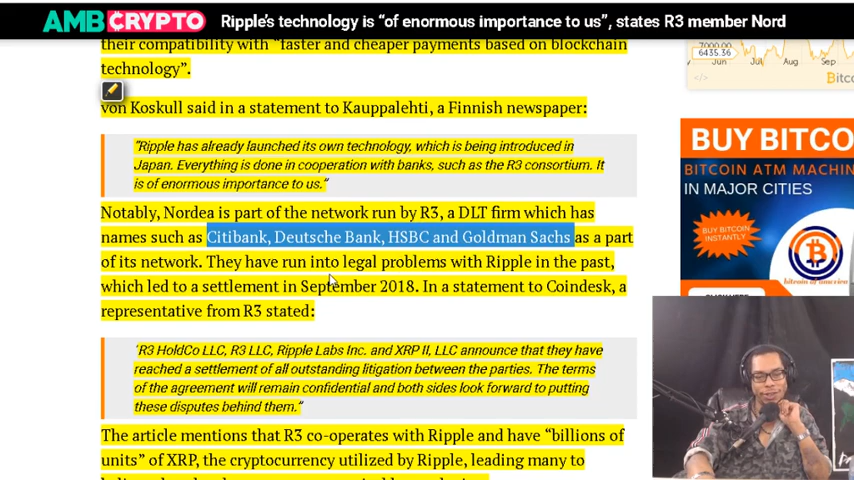 AMBCRYPTO Ripple's technology is "of enormous importance to us", states R3 member Nord
their compatibility with "faster and cheaper payments based on blockchain
technology".
von Koskull said in a statement to Kauppalehti, a Finnish newspaper:
"Ripple has already launched its own technology, which is being introduced in
Japan. Everything is done in cooperation with banks, such as the R3 consortium. It
is of enormous importance to us."
Notably, Nordea is part of the network run by R3, a DLT firm which has
names such as Citibank, Deutsche Bank, HSBC and Goldman Sachs as a part
of its network. They have run into legal problems with Ripple in the past,
which led to a settlement in September 2018. In a statement to Coindesk, a
representative from R3 stated:
'R3 HoldCo LLC, R3 LLC, Ripple Labs Inc. and XRP II, LLC announce that they have
reached a settlement of all outstanding litigation between the parties. The terms
of the agreement will remain confidential and both sides look forward to putting
these disputes behind them."
The article mentions that R3 co-operates with Ripple and have "billions of
units" of XRP, the cryptocurrency utilized by Ripple, leading many to
7000.00
6435.36
Jun Jul Aug Sep
</>
Bitco
BUY BITCO
BITCOIN ATM MACHIN
IN MAJOR CITIES
BUY BITCOIN
INSTANTLY
bitcoin of america